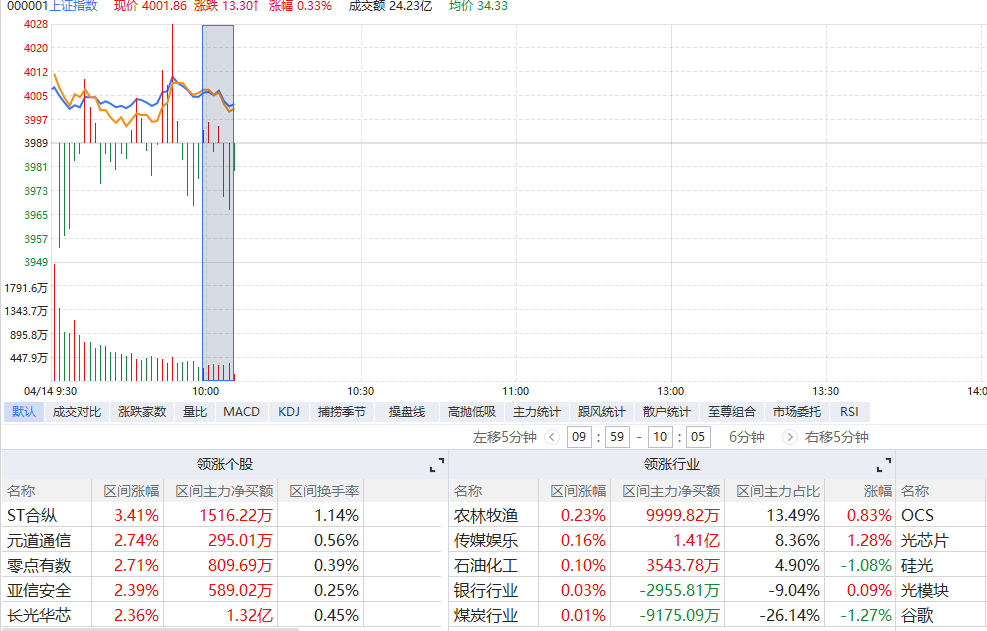 000001上证指数 现价 4001.86 涨跌 13.30↑ 涨幅 0.33% 成交额 24.23亿 均价 34.33
4028
4020
4012
4005
3997
3989
3981
3973
3965
3957
3949
1791.6万
1343.7万
895.8万
447.9万
04/14 9:30 10:00 10:30 11:00 13:00 13:30 14:0
默认 成交对比 涨跌家数 量比 MACD KDJ 捕捞季节 操盘线 高抛低吸 主力统计 跟风统计 散户统计 至尊组合 市场委托 RSI
左移5分钟 09 : 59 - 10 : 05 6分钟 右移5分钟
领涨个股 领涨行业
名称 区间涨幅 区间主力净买额 区间换手率 名称 区间涨幅 区间主力净买额 区间主力占比 涨幅 名称
ST合纵 3.41% 1516.22万 1.14% 农林牧渔 0.23% 9999.82万 13.49% 0.83% OCS
元道通信 2.74% 295.01万 0.56% 传媒娱乐 0.16% 1.41亿 8.36% 1.28% 光芯片
零点有数 2.71% 809.69万 0.39% 石油化工 0.10% 3543.78万 4.90% -1.08% 硅光
亚信安全 2.39% 589.02万 0.25% 银行行业 0.03% -2955.81万 -9.04% 0.09% 光模块
长光华芯 2.36% 1.32亿 0.45% 煤炭行业 0.01% -9175.09万 -26.14% -1.27% 谷歌